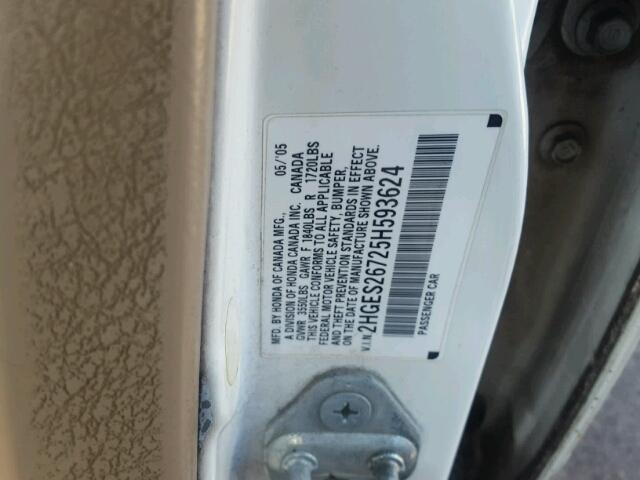 MFD. BY HONDA OF CANADA MFG., 05/'05
A DIVISION OF HONDA CANADA INC. CANADA
GVWR 3550LBS GAWR F 1840LBS R 1720LBS
THIS VEHICLE CONFORMS TO ALL APPLICABLE
FEDERAL MOTOR VEHICLE SAFETY, BUMPER,
AND THEFT PREVENTION STANDARDS IN EFFECT
ON THE DATE OF MANUFACTURE SHOWN ABOVE.
V.I.N. 2HGES26725H593624
PASSENGER CAR